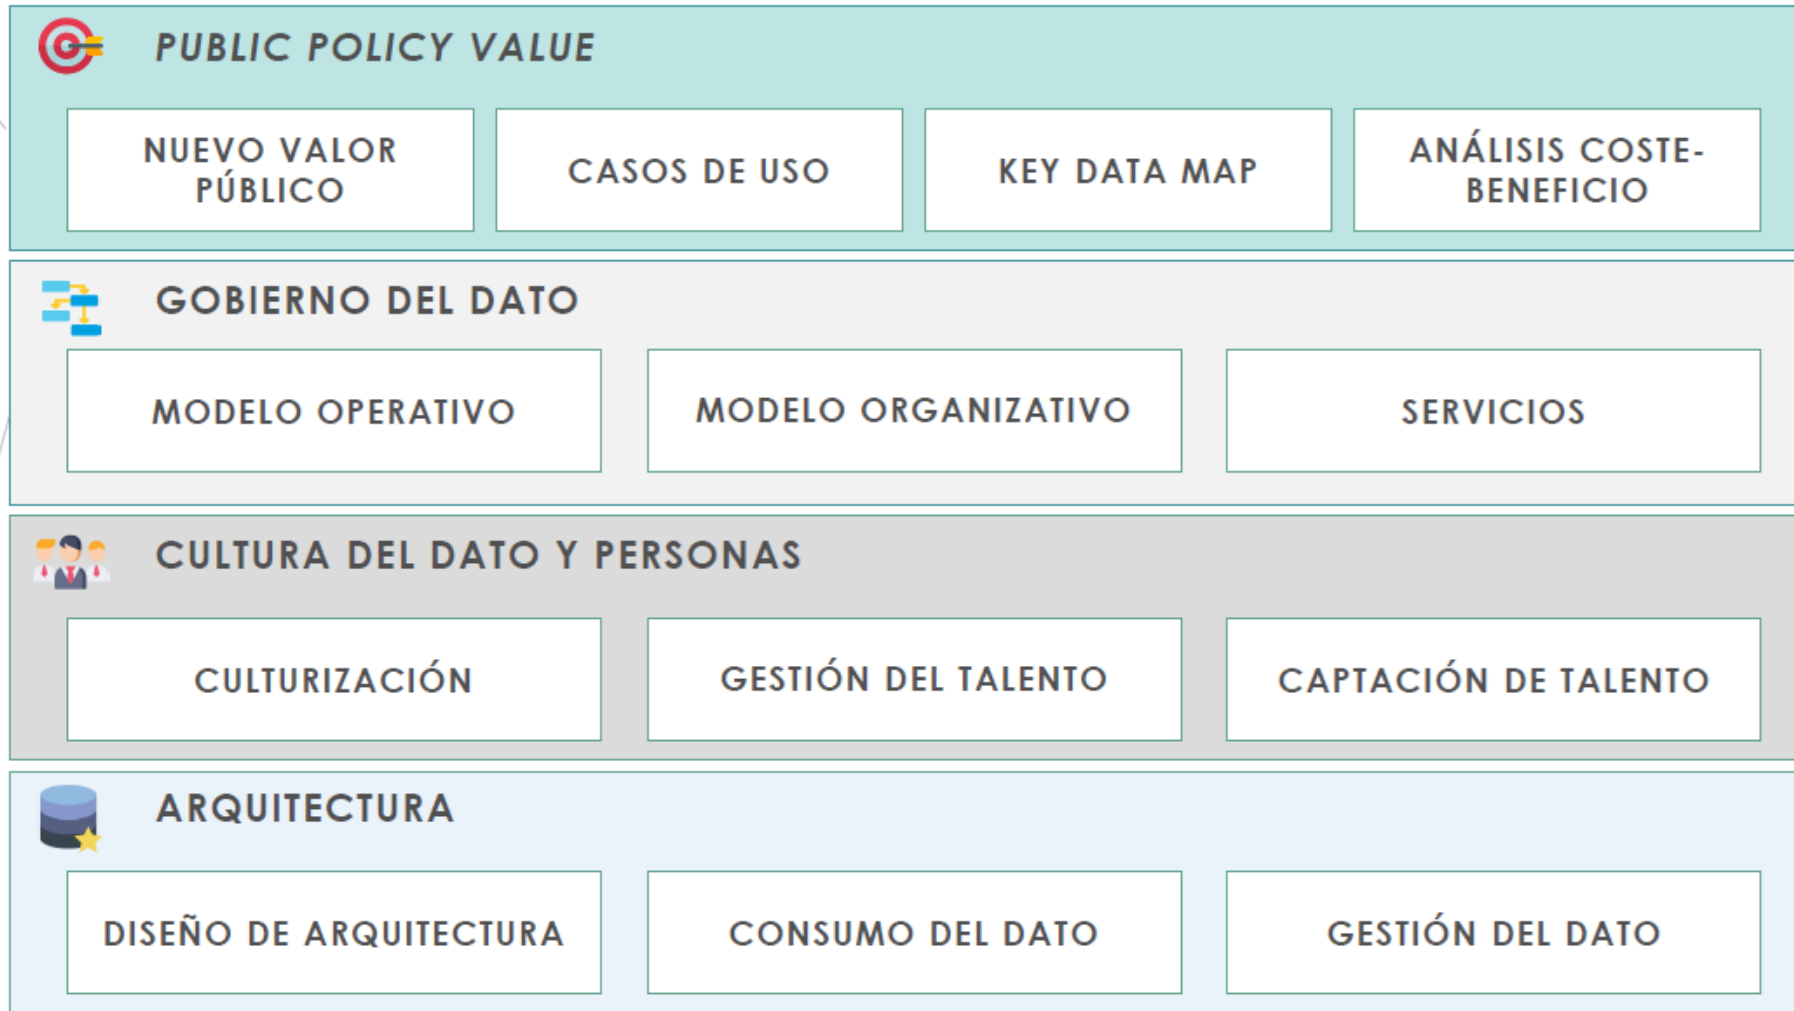 PUBLIC POLICY VALUE
NUEVO VALOR
PÚBLICO
CASOS DE USO
KEY DATA MAP
ANÁLISIS COSTE-
BENEFICIO
GOBIERNO DEL DATO
MODELO OPERATIVO
MODELO ORGANIZATIVO
SERVICIOS
CULTURA DEL DATO Y PERSONAS
CULTURIZACIÓN
GESTIÓN DEL TALENTO
CAPTACIÓN DE TALENTO
ARQUITECTURA
DISEÑO DE ARQUITECTURA
CONSUMO DEL DATO
GESTIÓN DEL DATO